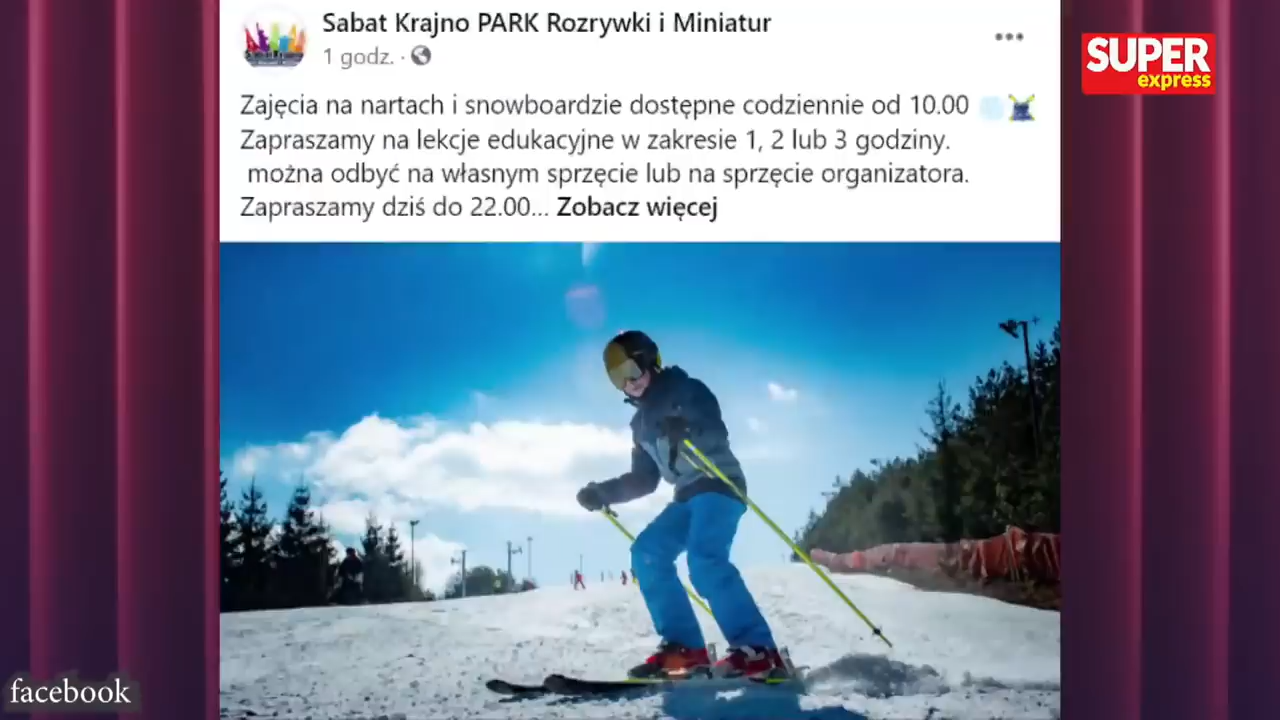 Sabat Krajno PARK Rozrywki i Miniatur
1 godz. ·
SUPER
express
Zajęcia na nartach i snowboardzie dostępne codziennie od 10.00
Zapraszamy na lekcje edukacyjne w zakresie 1, 2 lub 3 godziny.
można odbyć na własnym sprzęcie lub na sprzęcie organizatora.
Zapraszamy dziś do 22.00... Zobacz więcej
facebook